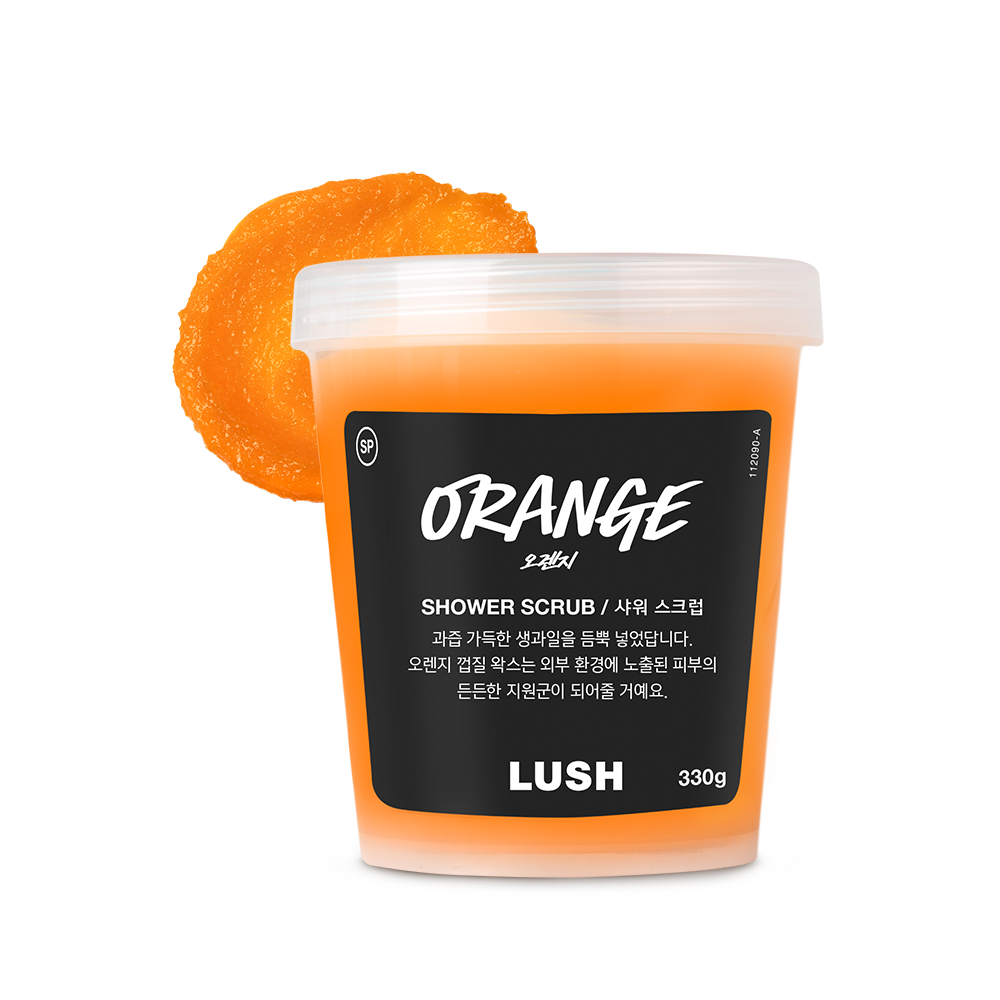 SP
112090-A
ORANGE
오렌지
SHOWER SCRUB / 샤워 스크럽
과즙 가득한 생과일을 듬뿍 넣었답니다.
오렌지 껍질 왁스는 외부 환경에 노출된 피부의
든든한 지원군이 되어줄 거예요.
LUSH
330g